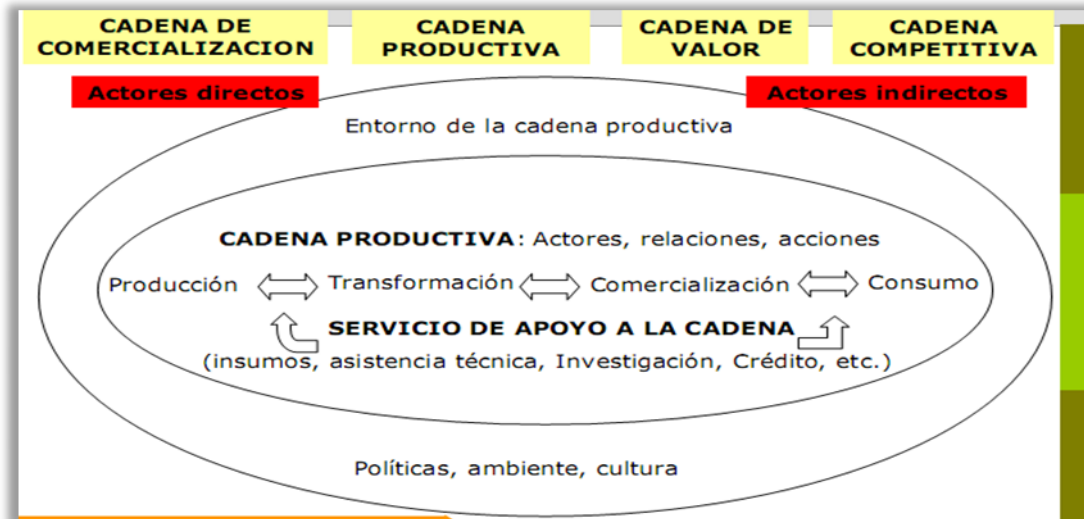 CADENA DE COMERCIALIZACION
CADENA PRODUCTIVA
CADENA DE VALOR
CADENA COMPETITIVA
Actores directos
Actores indirectos
Entorno de la cadena productiva
CADENA PRODUCTIVA: Actores, relaciones, acciones
Producción Transformación Comercialización Consumo
SERVICIO DE APOYO A LA CADENA
(insumos, asistencia técnica, Investigación, Crédito, etc.)
Políticas, ambiente, cultura